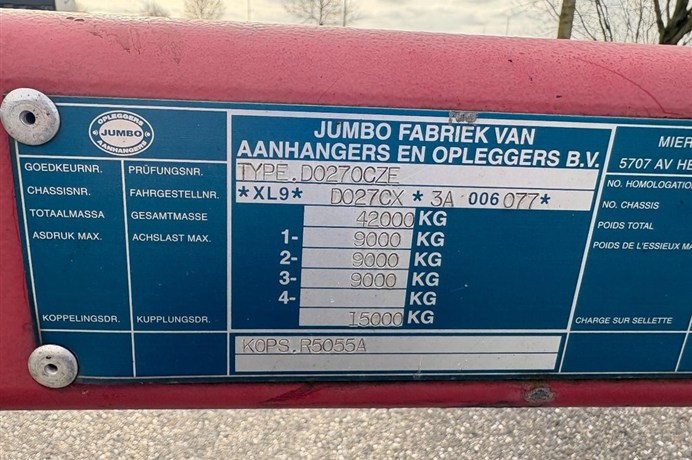 OPLEGGERS
JUMBO
AANHANGERS
JUMBO FABRIEK VAN
AANHANGERS EN OPLEGGERS B.V.
MIER
5707 AV HE
GOEDKEURNR. PRÜFUNGSNR. TYPE.D0270CZE NO. HOMOLOGATION
CHASSISNR. FAHRGESTELLNR. *XL9* D027CX * 3A 006 077* NO. CHASSIS
TOTAALMASSA GESAMTMASSE 42000 KG POIDS TOTAL
ASDRUK MAX. ACHSLAST MAX. 1- 9000 KG POIDS DE L'ESSIEUX MA
2- 9000 KG
3- 9000 KG
4- KG
KOPPELINGSDR. KUPPLUNGSDR. 15000 KG CHARGE SUR SELLETTE
KOPS.R5055A